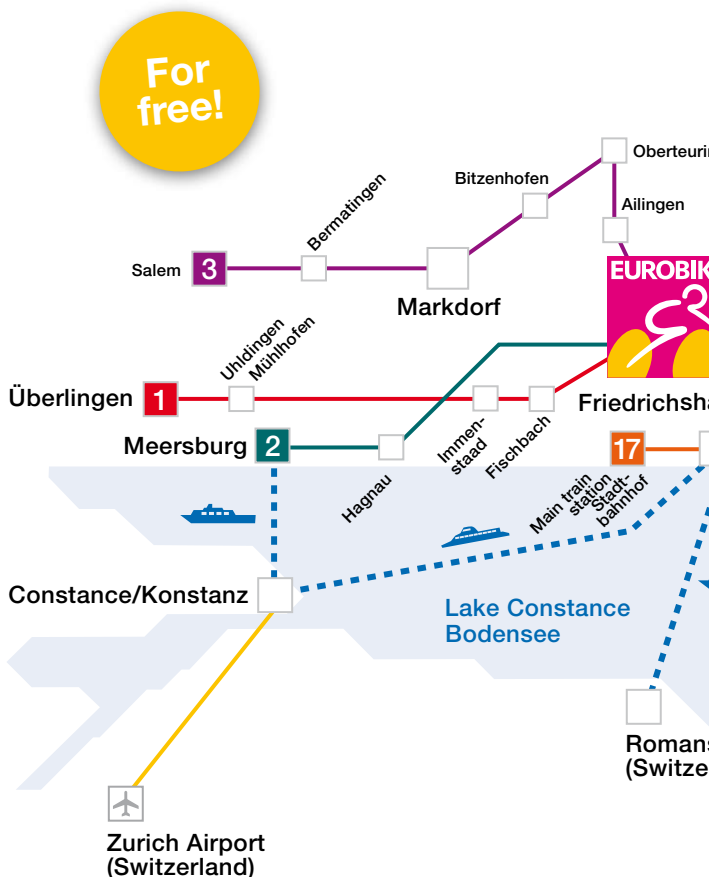 For
free!
Oberteurin
Bitzenhofen
Ailingen
Bermatingen
Salem
3
EUROBIK
Markdorf
Uhldingen
Mühlhofen
Überlingen
1
Friedrichsha
Meersburg
2
Immen-
staad
Fischbach
17
Hagnau
Main train
station
Stadt-
bahnhof
Constance/Konstanz
Lake Constance
Bodensee
Romans
(Switze
Zurich Airport
(Switzerland)